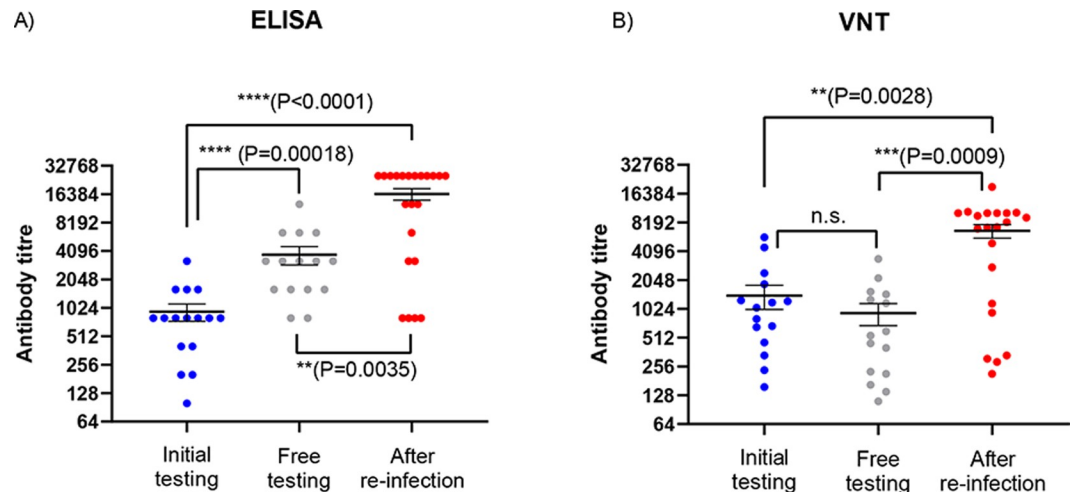 A)
ELISA
****(P<0.0001)
**** (P=0.00018)
32768
16384
8192
4096
2048
1024
512
256
128
64
Antibody titre
**(P=0.0035)
Initial
testing
Free
testing
After
re-infection
B)
VNT
**(P=0.0028)
***(P=0.0009)
n.s.
32768
16384
8192
4096
2048
1024
512
256
128
64
Antibody titre
Initial
testing
Free
testing
After
re-infection